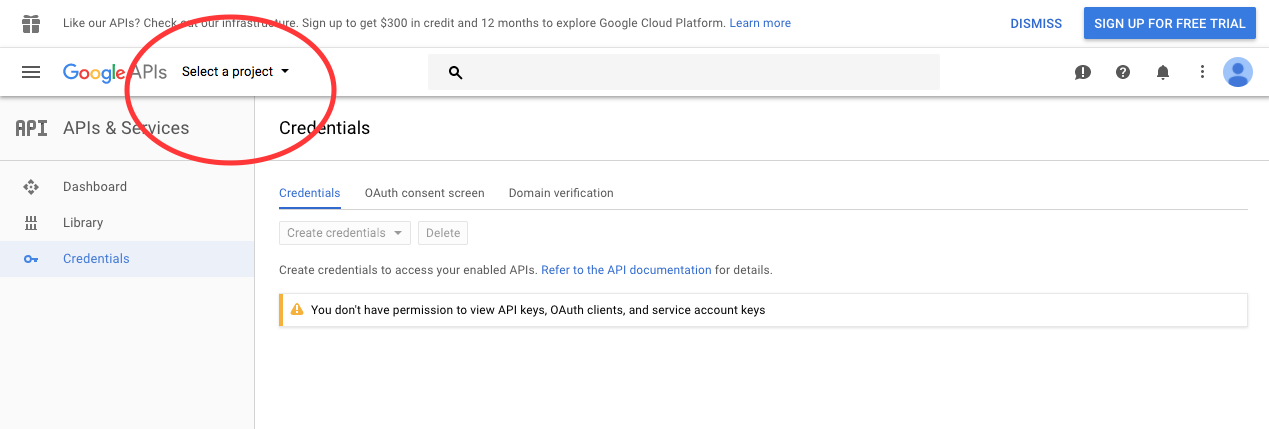 Like our APIs? Check out our infrastructure. Sign up to get $300 in credit and 12 months to explore Google Cloud Platform. Learn more
DISMISS
SIGN UP FOR FREE TRIAL
Google APIs
Select a project
API
APIs & Services
Credentials
Dashboard
Library
Credentials
Credentials
OAuth consent screen
Domain verification
Create credentials
Delete
Create credentials to access your enabled APIs. Refer to the API documentation for details.
You don't have permission to view API keys, OAuth clients, and service account keys